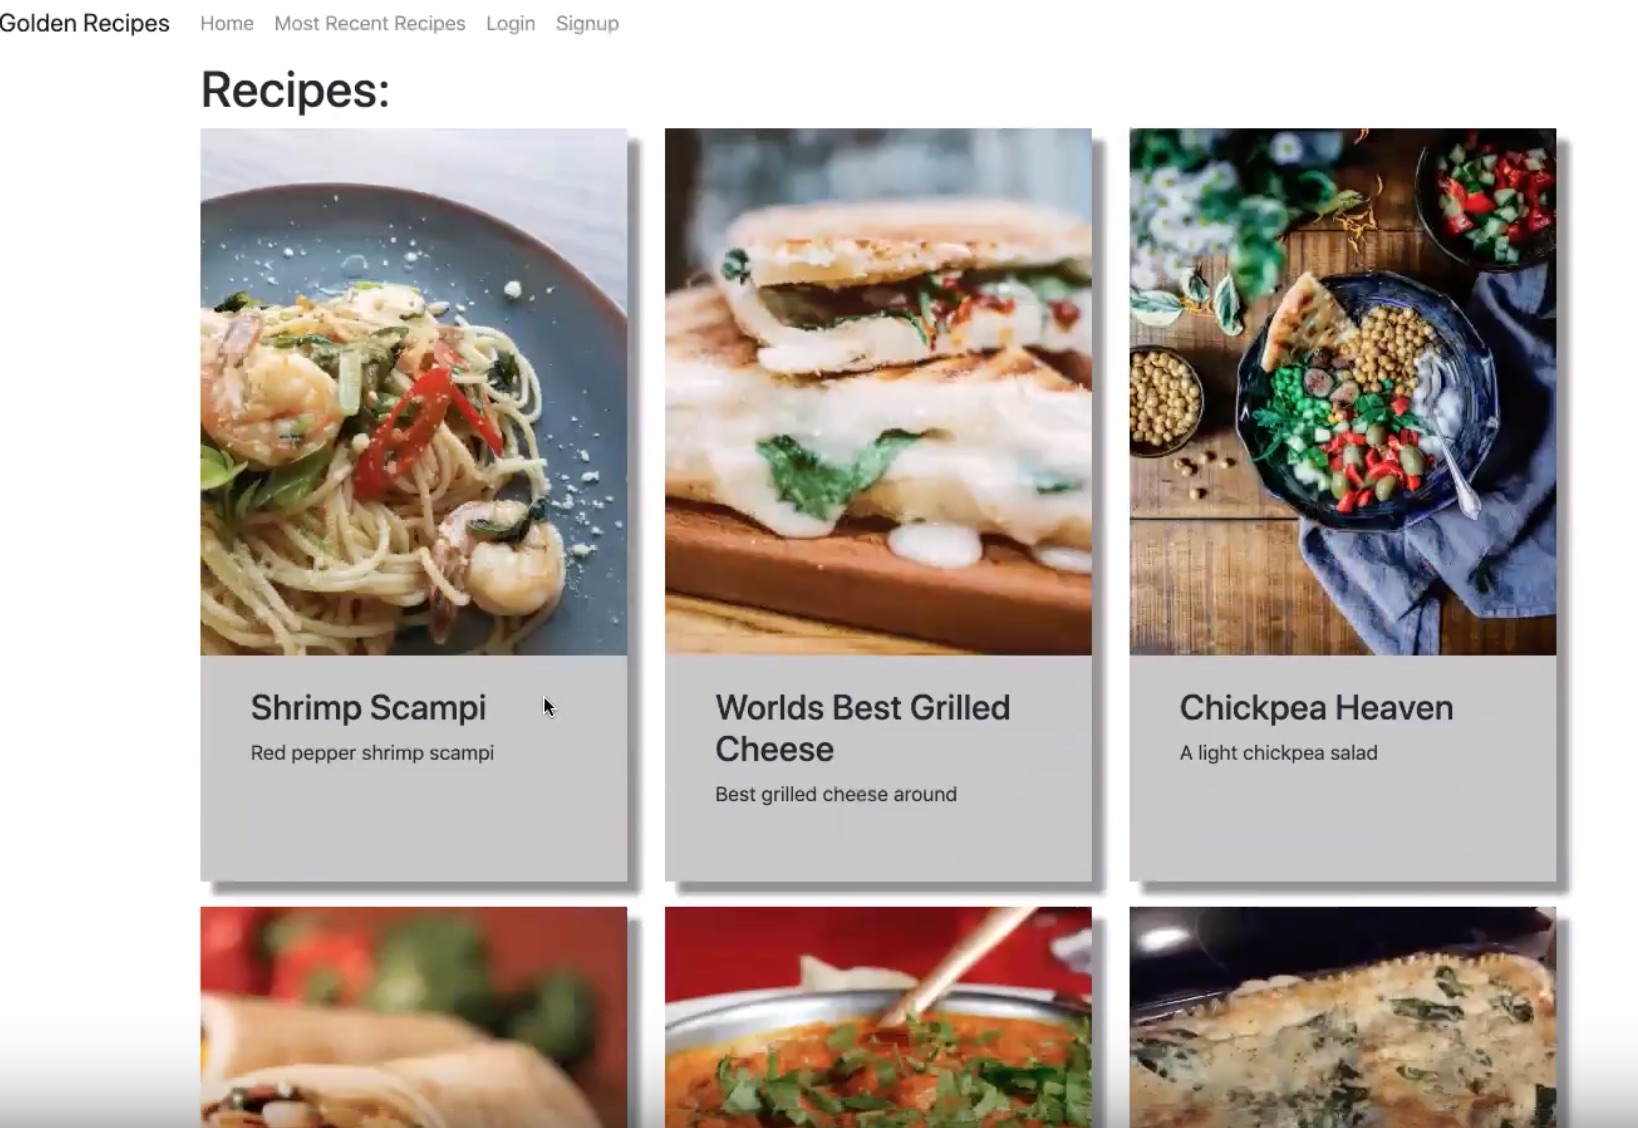 Golden Recipes Home Most Recent Recipes Login Signup
Recipes:
Shrimp Scampi
Red pepper shrimp scampi
Worlds Best Grilled
Cheese
Best grilled cheese around
Chickpea Heaven
A light chickpea salad